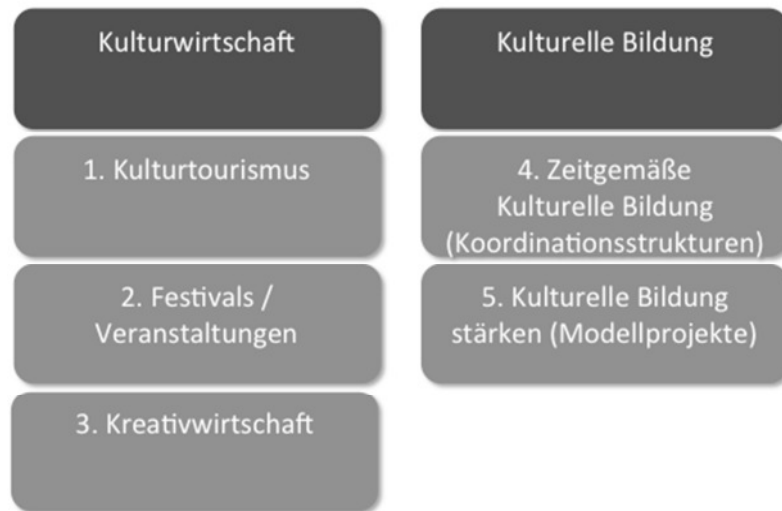 Kulturwirtschaft
1. Kulturtourismus
2. Festivals /
Veranstaltungen
3. Kreativwirtschaft
Kulturelle Bildung
4. Zeitgemäße
Kulturelle Bildung
(Koordinationsstrukturen)
5. Kulturelle Bildung
stärken (Modellprojekte)